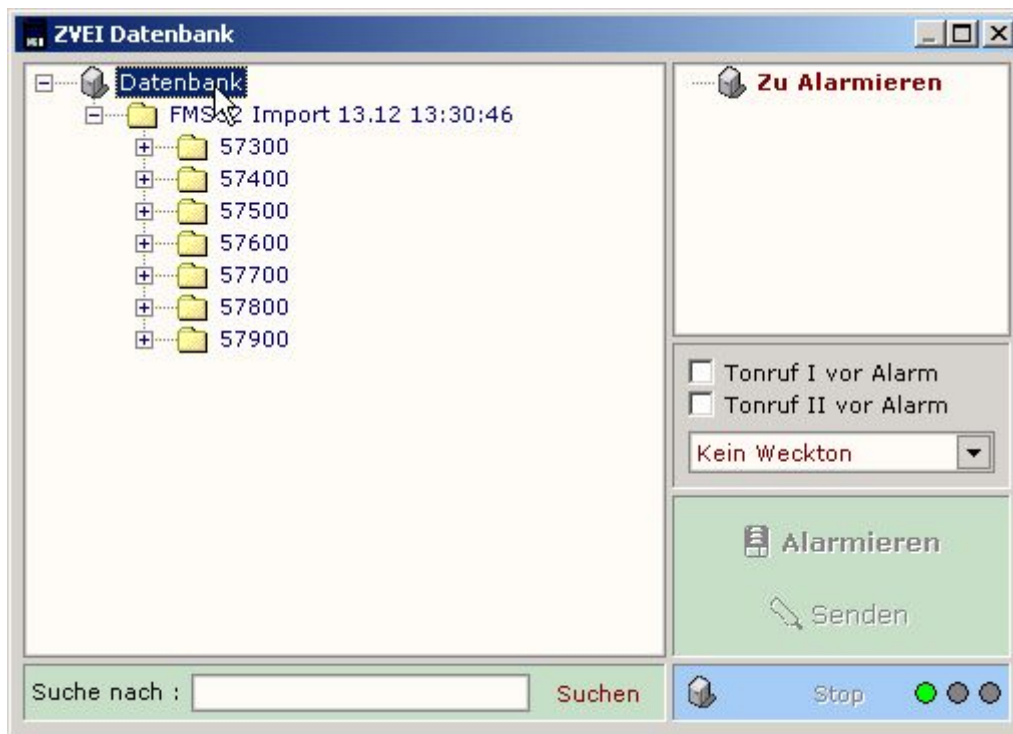 ZVEI Datenbank
Datenbank
FMS32 Import 13.12 13:30:46
57300
57400
57500
57600
57700
57800
57900
Zu Alarmieren
Tonruf I vor Alarm
Tonruf II vor Alarm
Kein Weckton
Alarmieren
Senden
Suche nach :
Suchen
Stop